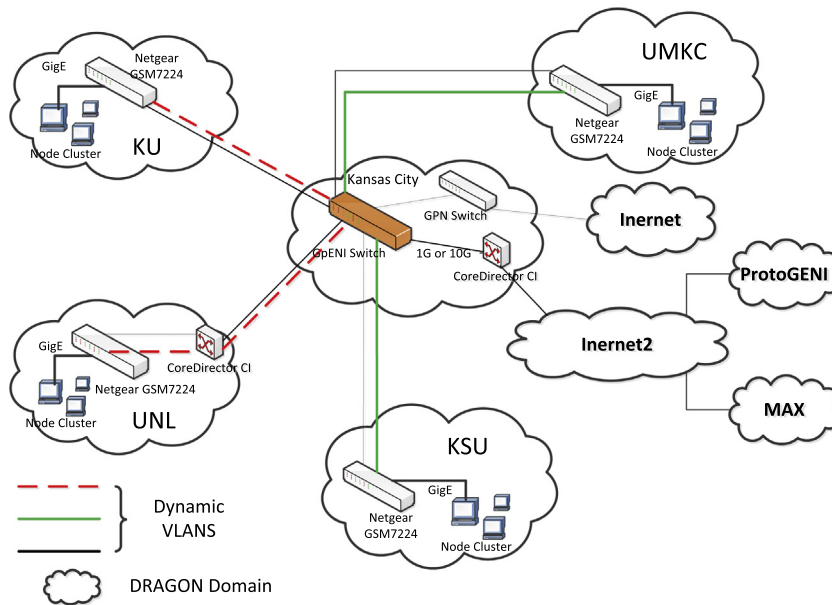 Netgear
GSM7224
GigE
Node Cluster
KU
UMKC
GigE
Netgear
GSM7224
Node Cluster
Kansas City
GPN Switch
GpENI Switch
1G or 10G
CoreDirector CI
Inernet
ProtoGENI
Inernet2
MAX
GigE
CoreDirector CI
Netgear GSM7224
Node Cluster
UNL
KSU
GigE
Netgear
GSM7224
Node Cluster
Dynamic
VLANS
DRAGON Domain